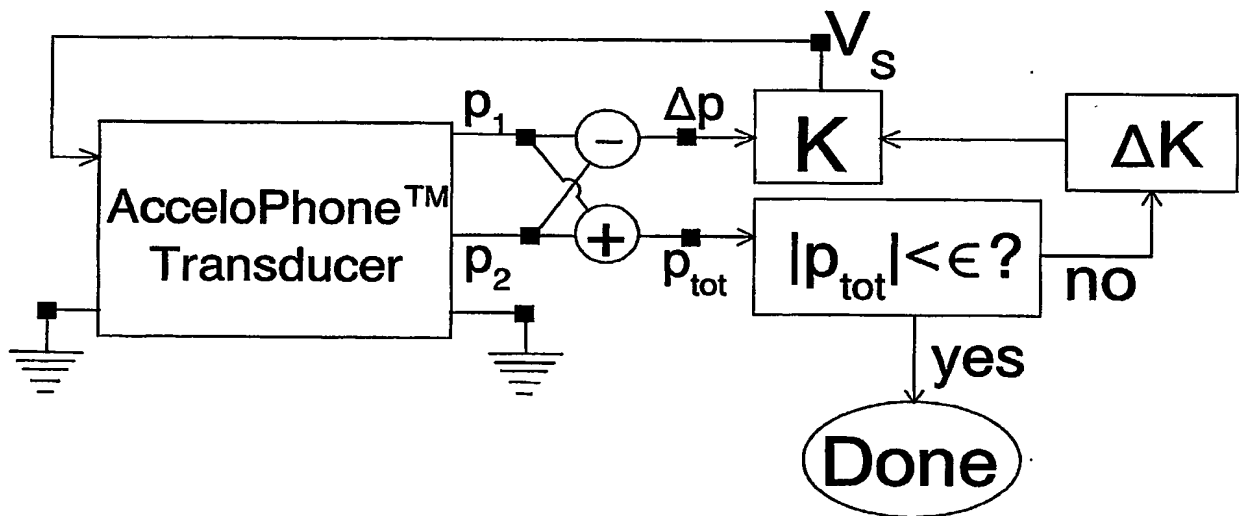 V_S
p_1
Δp
K
ΔK
AcceloPhone™
Transducer
−
+
p_2
p_tot
|p_tot|<ϵ?
no
yes
Done